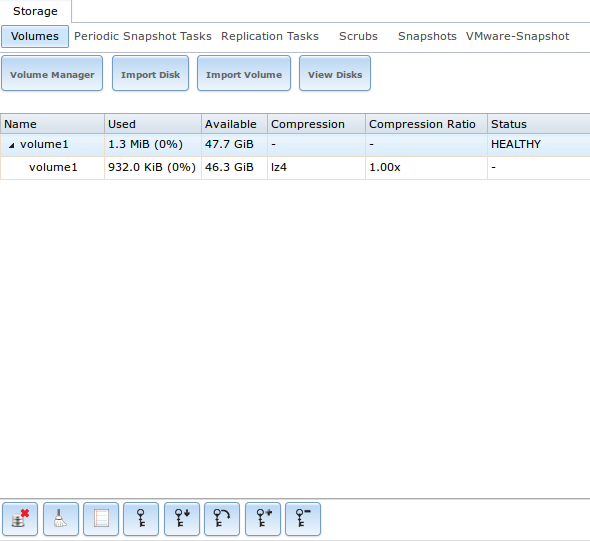 Storage
Volumes Periodic Snapshot Tasks Replication Tasks Scrubs Snapshots VMware-Snapshot
Volume Manager Import Disk Import Volume View Disks
Name Used Available Compression Compression Ratio Status
volume1 1.3 MiB (0%) 47.7 GiB - - HEALTHY
volume1 932.0 KiB (0%) 46.3 GiB lz4 1.00x -